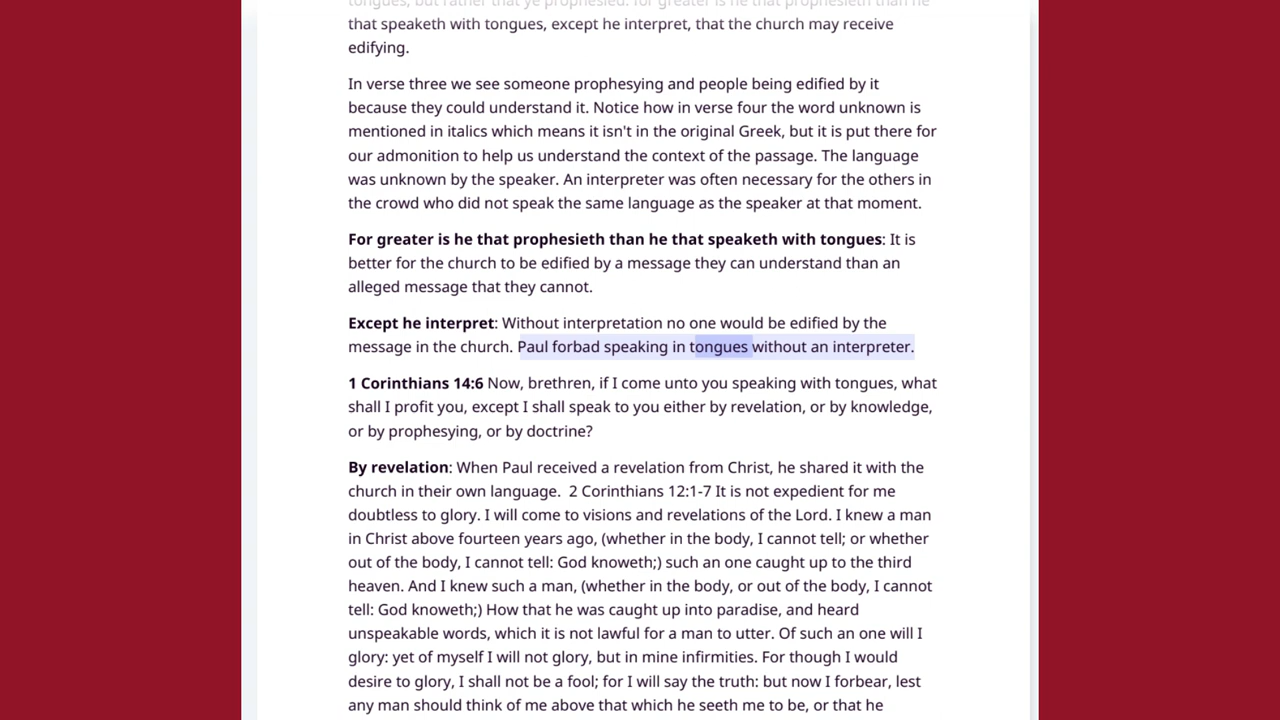 tongues, but rather that ye prophesied: for greater is he that prophesieth than he
that speaketh with tongues, except he interpret, that the church may receive
edifying.
In verse three we see someone prophesying and people being edified by it
because they could understand it. Notice how in verse four the word unknown is
mentioned in italics which means it isn't in the original Greek, but it is put there for
our admonition to help us understand the context of the passage. The language
was unknown by the speaker. An interpreter was often necessary for the others in
the crowd who did not speak the same language as the speaker at that moment.
For greater is he that prophesieth than he that speaketh with tongues: It is
better for the church to be edified by a message they can understand than an
alleged message that they cannot.
Except he interpret: Without interpretation no one would be edified by the
message in the church. Paul forbad speaking in tongues without an interpreter.
1 Corinthians 14:6 Now, brethren, if I come unto you speaking with tongues, what
shall I profit you, except I shall speak to you either by revelation, or by knowledge,
or by prophesying, or by doctrine?
By revelation: When Paul received a revelation from Christ, he shared it with the
church in their own language.  2 Corinthians 12:1-7 It is not expedient for me
doubtless to glory. I will come to visions and revelations of the Lord. I knew a man
in Christ above fourteen years ago, (whether in the body, I cannot tell; or whether
out of the body, I cannot tell: God knoweth;) such an one caught up to the third
heaven. And I knew such a man, (whether in the body, or out of the body, I cannot
tell: God knoweth;) How that he was caught up into paradise, and heard
unspeakable words, which it is not lawful for a man to utter. Of such an one will I
glory: yet of myself I will not glory, but in mine infirmities. For though I would
desire to glory, I shall not be a fool; for I will say the truth: but now I forbear, lest
any man should think of me above that which he seeth me to be, or that he